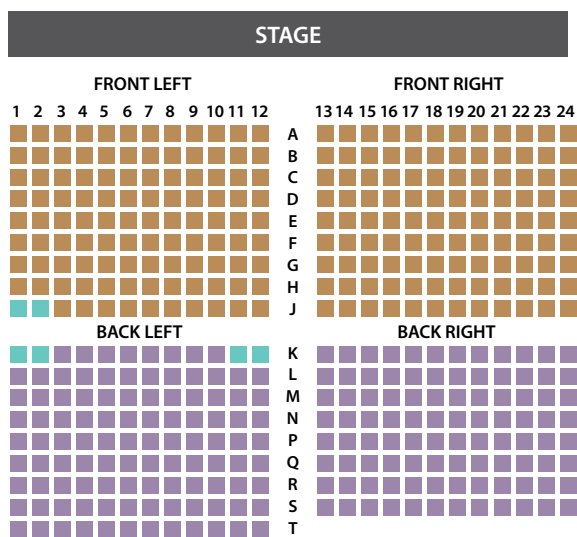 STAGE
FRONT LEFT FRONT RIGHT
1 2 3 4 5 6 7 8 9 10 11 12 13 14 15 16 17 18 19 20 21 22 23 24
A
B
C
D
E
F
G
H
J
BACK LEFT BACK RIGHT
K
L
M
N
P
Q
R
S
T